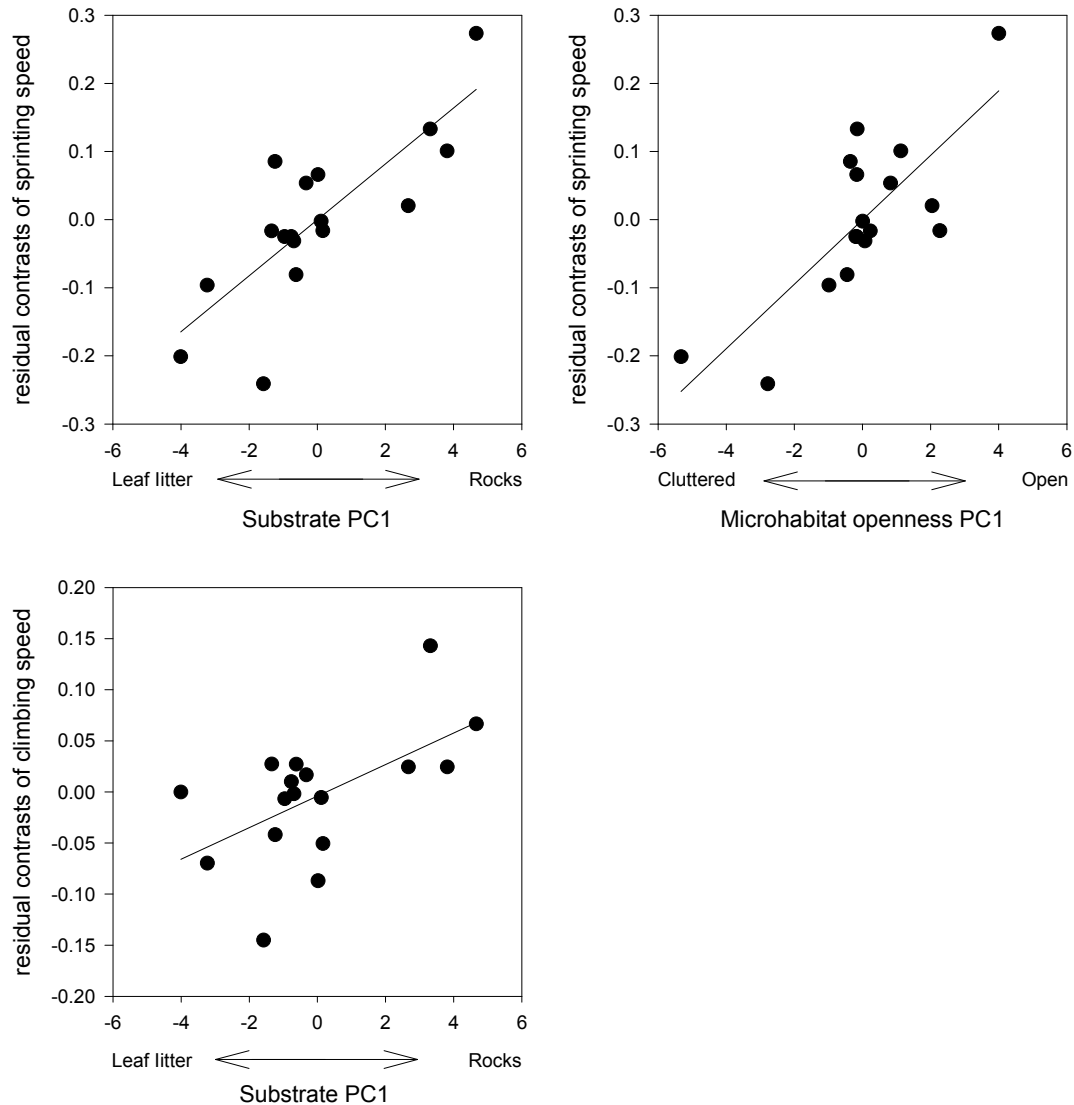 residual contrasts of sprinting speed
0.3
0.2
0.1
0.0
-0.1
-0.2
-0.3
-6 -4 -2 0 2 4 6
Leaf litter Rocks
Substrate PC1
residual contrasts of sprinting speed
0.3
0.2
0.1
0.0
-0.1
-0.2
-0.3
-6 -4 -2 0 2 4 6
Cluttered Open
Microhabitat openness PC1
residual contrasts of climbing speed
0.20
0.15
0.10
0.05
0.00
-0.05
-0.10
-0.15
-0.20
-6 -4 -2 0 2 4 6
Leaf litter Rocks
Substrate PC1